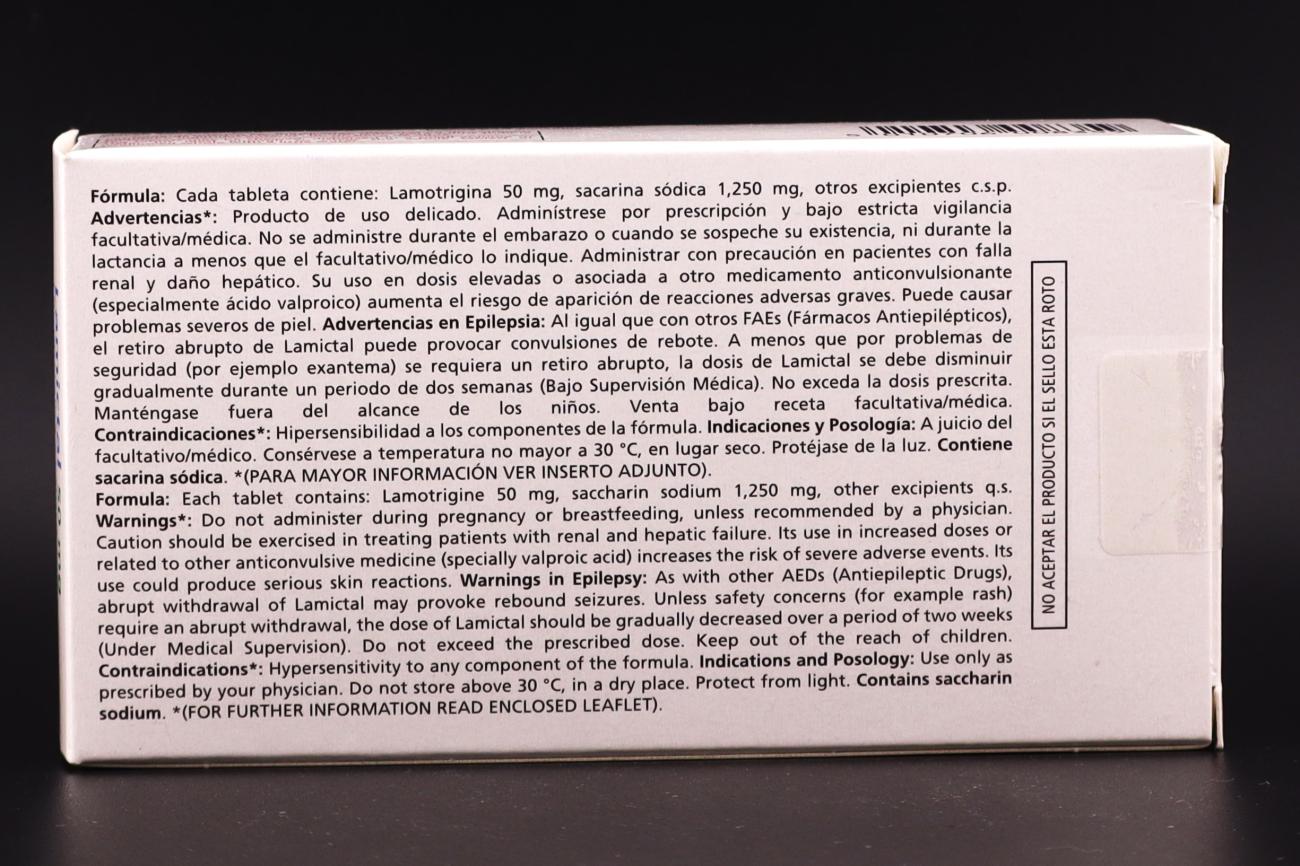 Fórmula: Cada tableta contiene: Lamotrigina 50 mg, sacarina sódica 1,250 mg, otros excipientes c.s.p.
Advertencias*: Producto de uso delicado. Adminístrese por prescripción y bajo estricta vigilancia
facultativa/médica. No se administre durante el embarazo o cuando se sospeche su existencia, ni durante la
lactancia a menos que el facultativo/médico lo indique. Administrar con precaución en pacientes con falla
renal y daño hepático. Su uso en dosis elevadas o asociada a otro medicamento anticonvulsionante
(especialmente ácido valproico) aumenta el riesgo de aparición de reacciones adversas graves. Puede causar
problemas severos de piel. Advertencias en Epilepsia: Al igual que con otros FAEs (Fármacos Antiepilépticos),
el retiro abrupto de Lamictal puede provocar convulsiones de rebote. A menos que por problemas de
seguridad (por ejemplo exantema) se requiera un retiro abrupto, la dosis de Lamictal se debe disminuir
gradualmente durante un periodo de dos semanas (Bajo Supervisión Médica). No exceda la dosis prescrita.
Manténgase fuera del alcance de los niños. Venta bajo receta facultativa/médica.
Contraindicaciones*: Hipersensibilidad a los componentes de la fórmula. Indicaciones y Posología: A juicio del
facultativo/médico. Consérvese a temperatura no mayor a 30 °C, en lugar seco. Protéjase de la luz. Contiene
sacarina sódica. *(PARA MAYOR INFORMACIÓN VER INSERTO ADJUNTO).
Formula: Each tablet contains: Lamotrigine 50 mg, saccharin sodium 1,250 mg, other excipients q.s.
Warnings*: Do not administer during pregnancy or breastfeeding, unless recommended by a physician.
Caution should be exercised in treating patients with renal and hepatic failure. Its use in increased doses or
related to other anticonvulsive medicine (specially valproic acid) increases the risk of severe adverse events. Its
use could produce serious skin reactions. Warnings in Epilepsy: As with other AEDs (Antiepileptic Drugs),
abrupt withdrawal of Lamictal may provoke rebound seizures. Unless safety concerns (for example rash)
require an abrupt withdrawal, the dose of Lamictal should be gradually decreased over a period of two weeks
(Under Medical Supervision). Do not exceed the prescribed dose. Keep out of the reach of children.
Contraindications*: Hypersensitivity to any component of the formula. Indications and Posology: Use only as
prescribed by your physician. Do not store above 30 °C, in a dry place. Protect from light. Contains saccharin
sodium. *(FOR FURTHER INFORMATION READ ENCLOSED LEAFLET).
NO ACEPTAR EL PRODUCTO SI EL SELLO ESTA ROTO